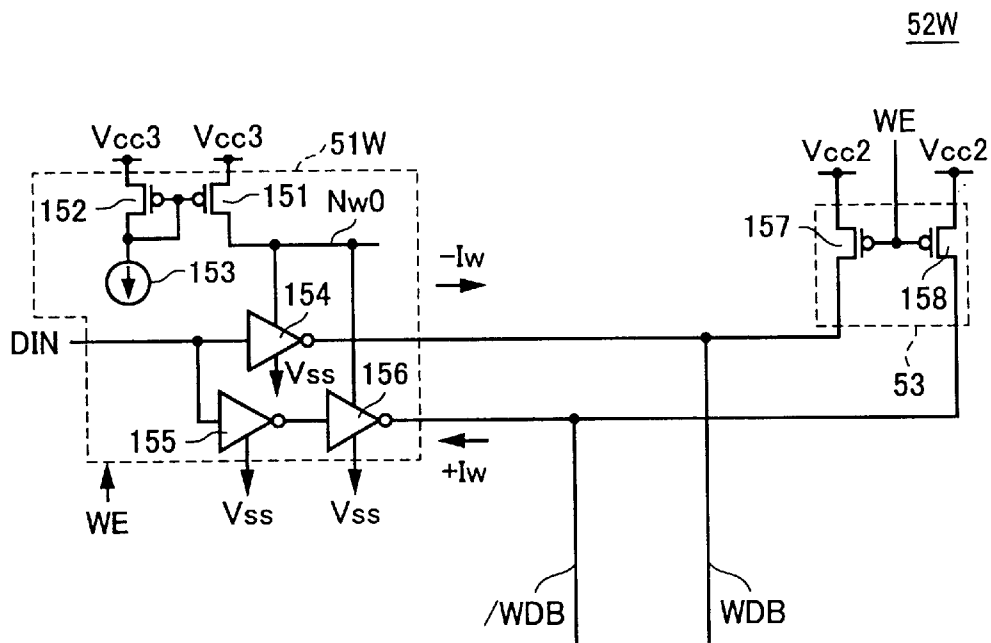 52W
Vcc3 Vcc3 51W WE
Vcc2 Vcc2
152 151 Nw0 157
153 -Iw 158
154
DIN Vss 53
156
155 +Iw
WE Vss Vss
/WDB WDB